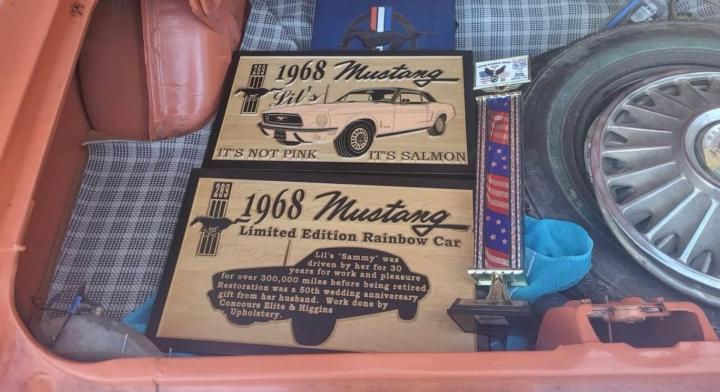 289
1968 Mustang
Lil's
IT'S NOT PINK IT'S SALMON
289
1968 Mustang
Limited Edition Rainbow Car
Lil's "Sammy" was
driven by her for 30
years for work and pleasure
for over 300,000 miles before being retired.
Restoration was a 50th wedding anniversary
gift from her husband. Work done by
Concours Elite & Higgins
Upholstery.